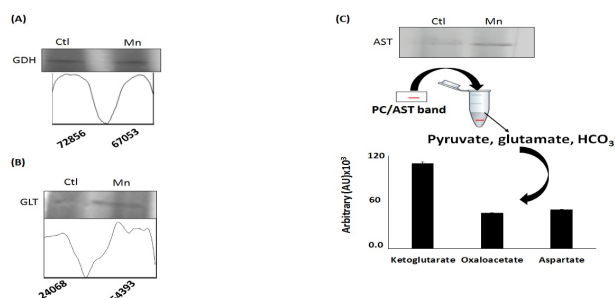 (A)
Ctl Mn
GDH
72856 67053
(B)
Ctl Mn
GLT
24068
(C)
Ctl Mn
AST
PC/AST band
Pyruvate, glutamate, HCO₃
Arbitrary (AU)x10³
120
60
0.0
Ketoglutarate Oxaloacetate Aspartate